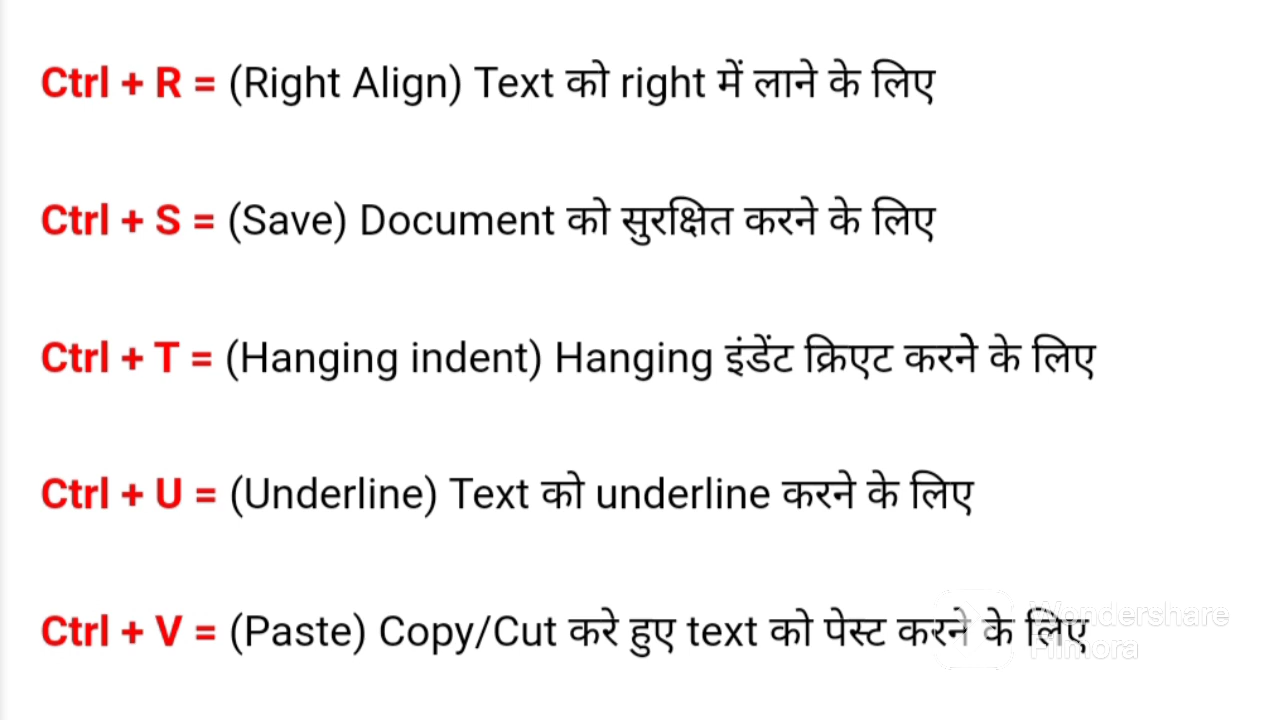 Ctrl + R = (Right Align) Text को right में लाने के लिए
Ctrl + S = (Save) Document को सुरक्षित करने के लिए
Ctrl + T = (Hanging indent) Hanging इंडेंट क्रिएट करने के लिए
Ctrl + U = (Underline) Text को underline करने के लिए
Ctrl + V = (Paste) Copy/Cut करे हुए text को पेस्ट करने के लिए
Wondershare
Filmora